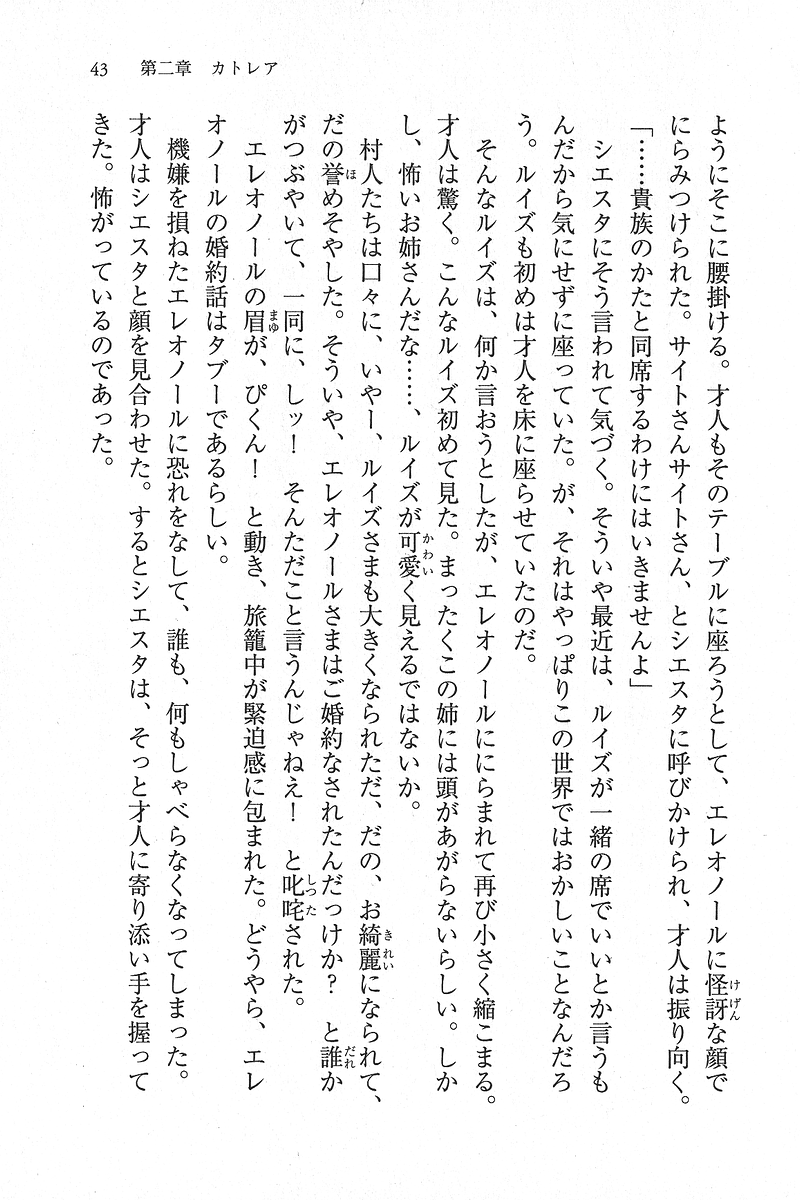 43　第二章　カトレア
ようにそこに腰掛ける。才人もそのテーブルに座ろうとして、エレオノールに怪訝な顔で
にらみつけられた。サイトさんサイトさん、とシエスタに呼びかけられ、才人は振り向く。
「……貴族のかたと同席するわけにはいきませんよ」
　シエスタにそう言われて気づく。そういや最近は、ルイズが一緒の席でいいとか言うも
んだから気にせずに座っていた。が、それはやっぱりこの世界ではおかしいことなんだろ
う。ルイズも初めは才人を床に座らせていたのだ。
　そんなルイズは、何か言おうとしたが、エレオノールににらまれて再び小さく縮こまる。
才人は驚く。こんなルイズ初めて見た。まったくこの姉には頭があがらないらしい。しか
し、怖いお姉さんだな……、ルイズが可愛く見えるではないか。
　村人たちは口々に、いやー、ルイズさまも大きくなられただ、だの、お綺麗になられて、
だの誉めそやした。そういや、エレオノールさまはご婚約なされたんだっけか？　と誰か
がつぶやいて、一同に、しッ！　そんただこと言うんじゃねえ！　と叱咤された。
　エレオノールの眉が、ぴくん！　と動き、旅籠中が緊迫感に包まれた。どうやら、エレ
オノールの婚約話はタブーであるらしい。
　機嫌を損ねたエレオノールに恐れをなして、誰も、何もしゃべらなくなってしまった。
才人はシエスタと顔を見合わせた。するとシエスタは、そっと才人に寄り添い手を握って
きた。怖がっているのであった。